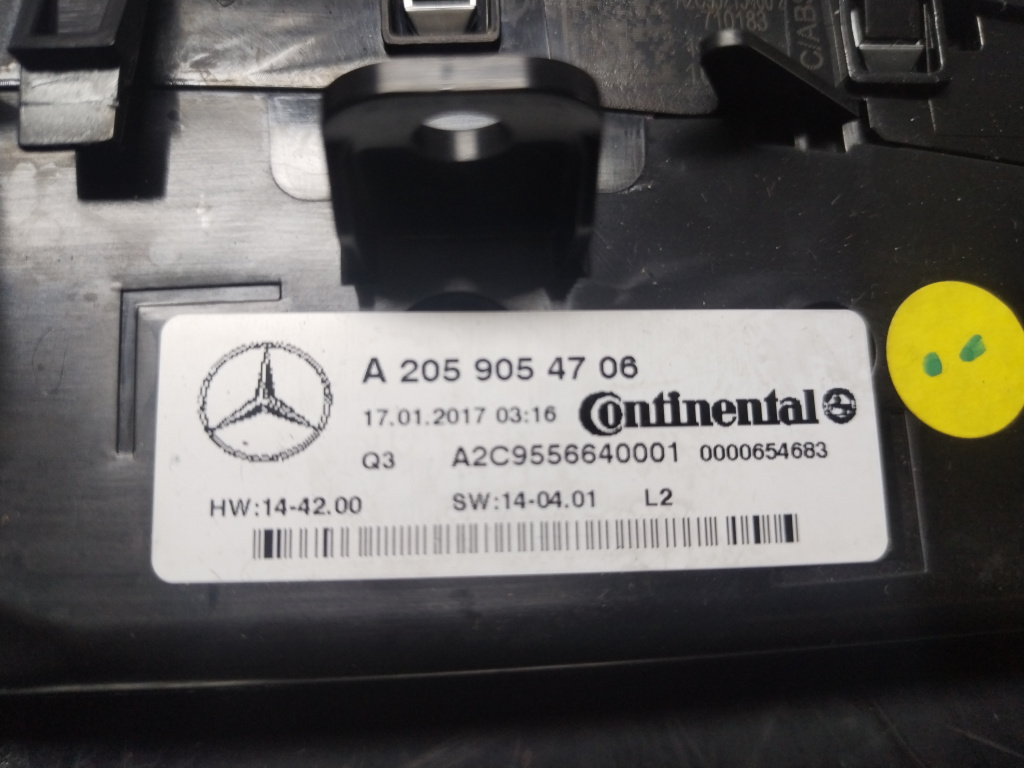 710183
C/ABS
A 205 905 47 06
17.01.2017 03:16 Continental
Q3 A2C9556640001 0000654683
HW:14-42.00 SW:14-04.01 L2